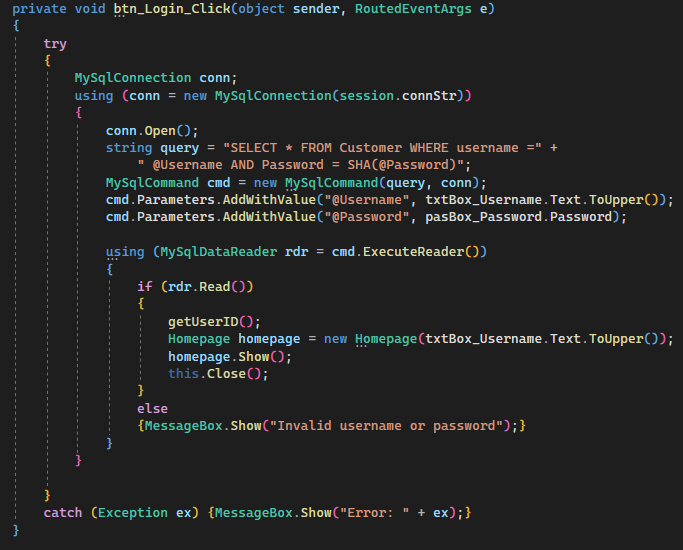 private void btn_Login_Click(object sender, RoutedEventArgs e)
{
try
{
MySqlConnection conn;
using (conn = new MySqlConnection(session.connStr))
{
conn.Open();
string query = "SELECT * FROM Customer WHERE username =" +
" @Username AND Password = SHA(@Password)";
MySqlCommand cmd = new MySqlCommand(query, conn);
cmd.Parameters.AddWithValue("@Username", txtBox_Username.Text.ToUpper());
cmd.Parameters.AddWithValue("@Password", pasBox_Password.Password);
using (MySqlDataReader rdr = cmd.ExecuteReader())
{
if (rdr.Read())
{
getUserID();
Homepage homepage = new Homepage(txtBox_Username.Text.ToUpper());
homepage.Show();
this.Close();
}
else
{MessageBox.Show("Invalid username or password");}
}
}
}
catch (Exception ex) {MessageBox.Show("Error: " + ex);}
}